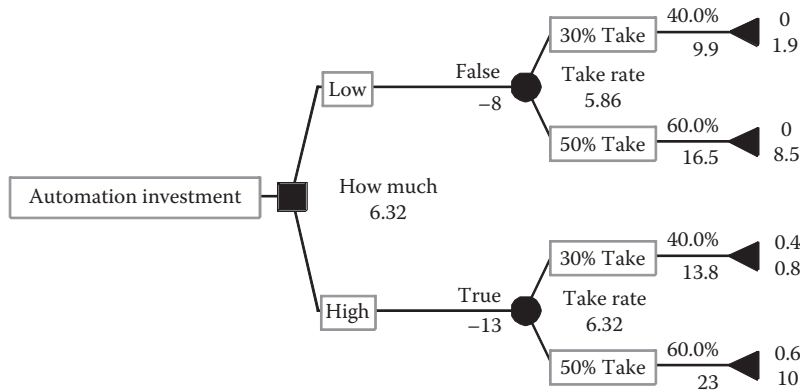 40.0%
0
30% Take
9.9
1.9
False
Take rate
Low
−8
5.86
60.0%
0
50% Take
16.5
8.5
How much
Automation investment
6.32
40.0%
0.4
30% Take
13.8
0.8
True
Take rate
High
−13
6.32
60.0%
0.6
50% Take
23
10